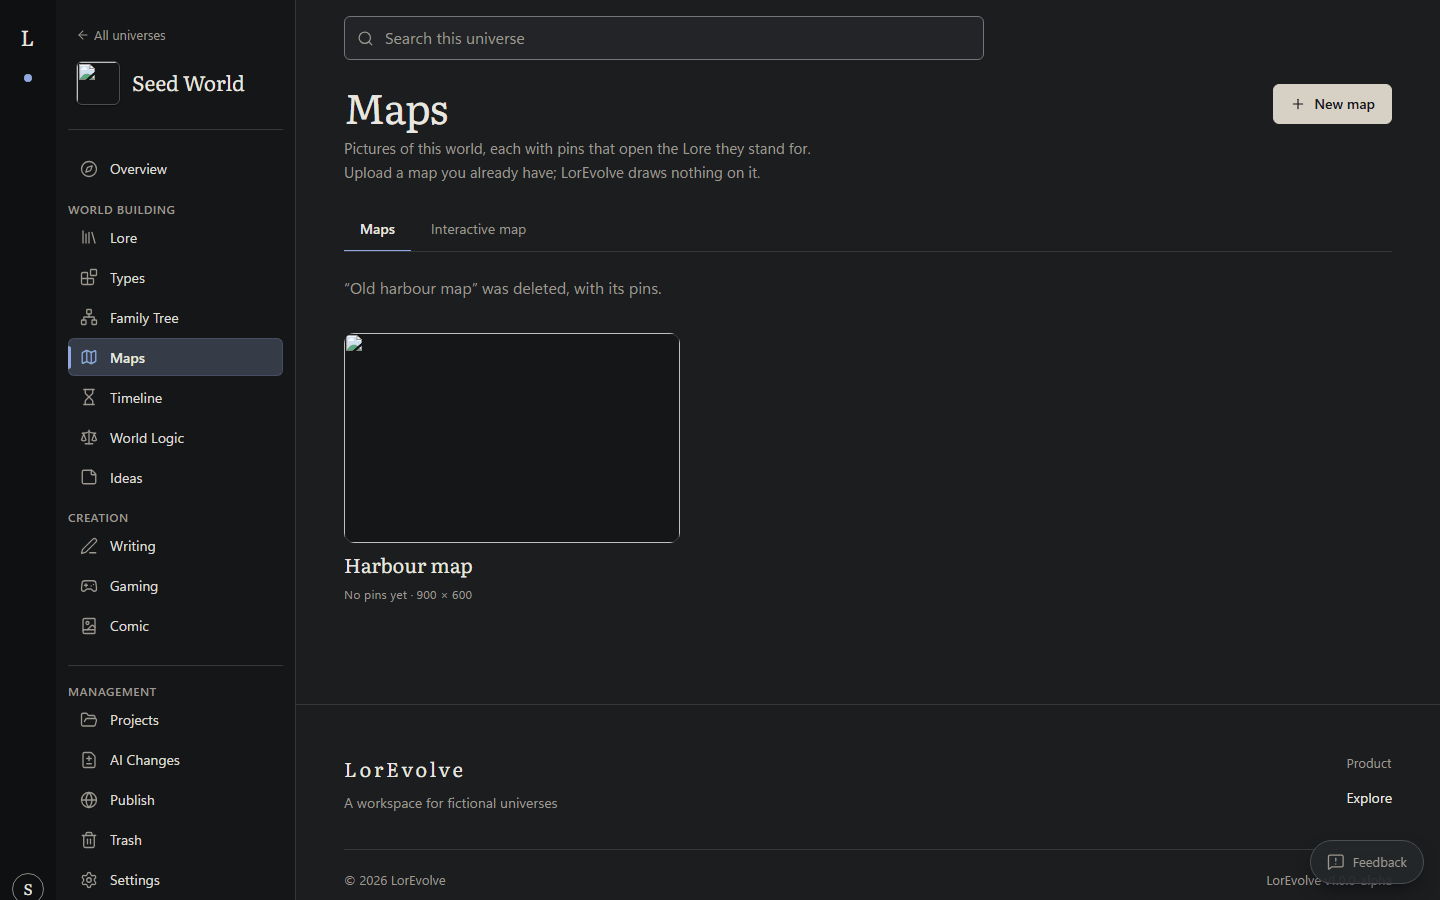 L
All universes
Seed World
Overview
WORLD BUILDING
Lore
Types
Family Tree
Maps
Timeline
World Logic
Ideas
CREATION
Writing
Gaming
Comic
MANAGEMENT
Projects
AI Changes
Publish
Trash
Settings
S
Search this universe
Maps
New map
Pictures of this world, each with pins that open the Lore they stand for.
Upload a map you already have; LorEvolve draws nothing on it.
Maps
Interactive map
“Old harbour map” was deleted, with its pins.
Harbour map
No pins yet · 900 × 600
LorEvolve
A workspace for fictional universes
Product
Explore
© 2026 LorEvolve
LorEvolve v1.0.0-alpha
Feedback